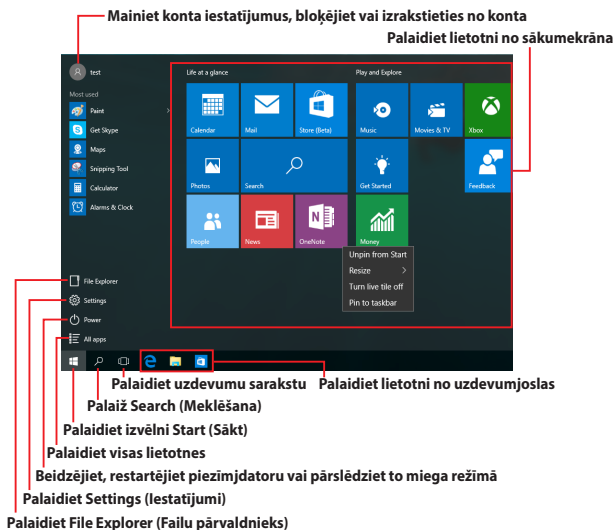 Mainiet konta iestatījumus, bloķējiet vai izrakstieties no konta
Palaidiet lietotni no sākumekrāna
test
Life at a glance
Play and Explore
Most used
Paint
Get Skype
Maps
Snipping Tool
Calculator
Alarms & Clock
Calendar
Mail
Store (Beta)
Music
Movies & TV
Xbox
Photos
Search
Get Started
Feedback
People
News
OneNote
Money
Unpin from Start
Resize
Turn live tile off
Pin to taskbar
File Explorer
Settings
Power
All apps
Palaidiet uzdevumu sarakstu
Palaidiet lietotni no uzdevumjoslas
Palaiž Search (Meklēšana)
Palaidiet izvēlni Start (Sākt)
Palaidiet visas lietotnes
Beidzējiet, restartējiet piezīmjdatoru vai pārslēdziet to miega režīmā
Palaidiet Settings (Iestatījumi)
Palaidiet File Explorer (Failu pārvaldnieks)